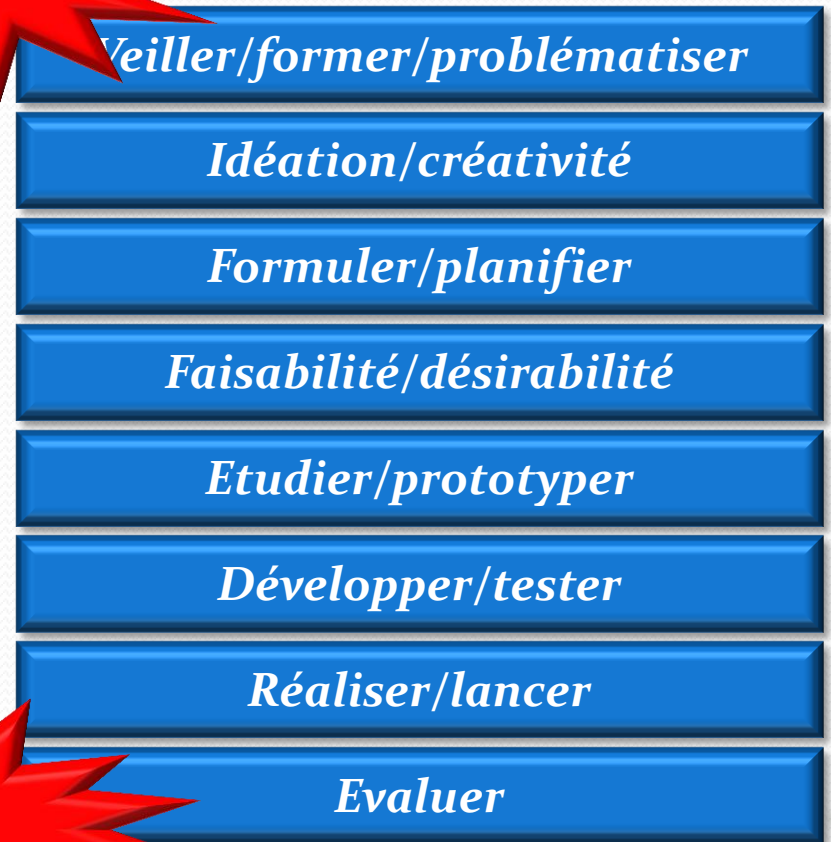 Veiller/former/problématiser
Idéation/créativité
Formuler/planifier
Faisabilité/désirabilité
Etudier/prototyper
Développer/tester
Réaliser/lancer
Evaluer